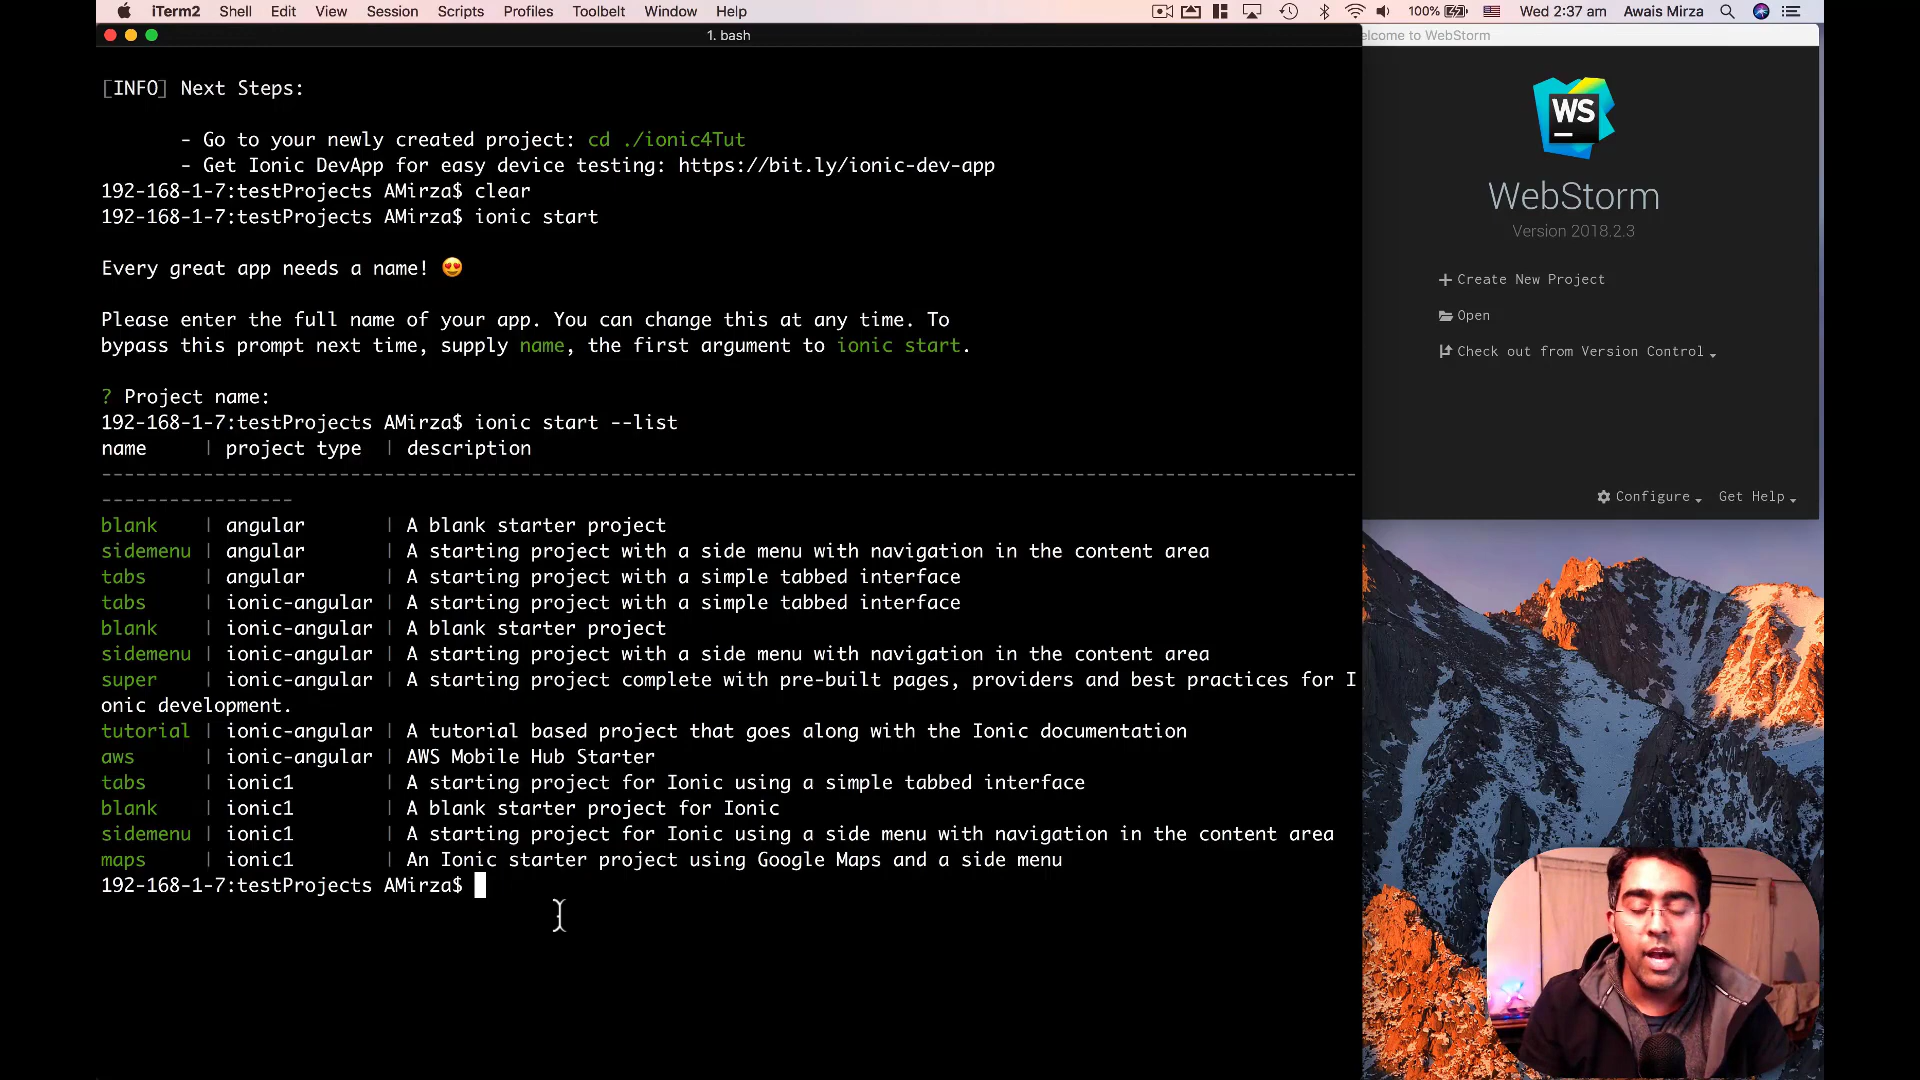 iTerm2 Shell Edit View Session Scripts Profiles Toolbelt Window Help 100% Wed 2:37 am Awais Mirza
1. bash
[INFO] Next Steps:
- Go to your newly created project: cd ./ionic4Tut
- Get Ionic DevApp for easy device testing: https://bit.ly/ionic-dev-app
192-168-1-7:testProjects AMirza$ clear
192-168-1-7:testProjects AMirza$ ionic start
Every great app needs a name! 😍
Please enter the full name of your app. You can change this at any time. To
bypass this prompt next time, supply name, the first argument to ionic start.
? Project name:
192-168-1-7:testProjects AMirza$ ionic start --list
name | project type | description
---------------------------------------------------------------------------------------------------------------
-----------------
blank | angular | A blank starter project
sidemenu | angular | A starting project with a side menu with navigation in the content area
tabs | angular | A starting project with a simple tabbed interface
tabs | ionic-angular | A starting project with a simple tabbed interface
blank | ionic-angular | A blank starter project
sidemenu | ionic-angular | A starting project with a side menu with navigation in the content area
super | ionic-angular | A starting project complete with pre-built pages, providers and best practices for I
onic development.
tutorial | ionic-angular | A tutorial based project that goes along with the Ionic documentation
aws | ionic-angular | AWS Mobile Hub Starter
tabs | ionic1 | A starting project for Ionic using a simple tabbed interface
blank | ionic1 | A blank starter project for Ionic
sidemenu | ionic1 | A starting project for Ionic using a side menu with navigation in the content area
maps | ionic1 | An Ionic starter project using Google Maps and a side menu
192-168-1-7:testProjects AMirza$
elcome to WebStorm
WS
WebStorm
Version 2018.2.3
Create New Project
Open
Check out from Version Control
Configure Get Help